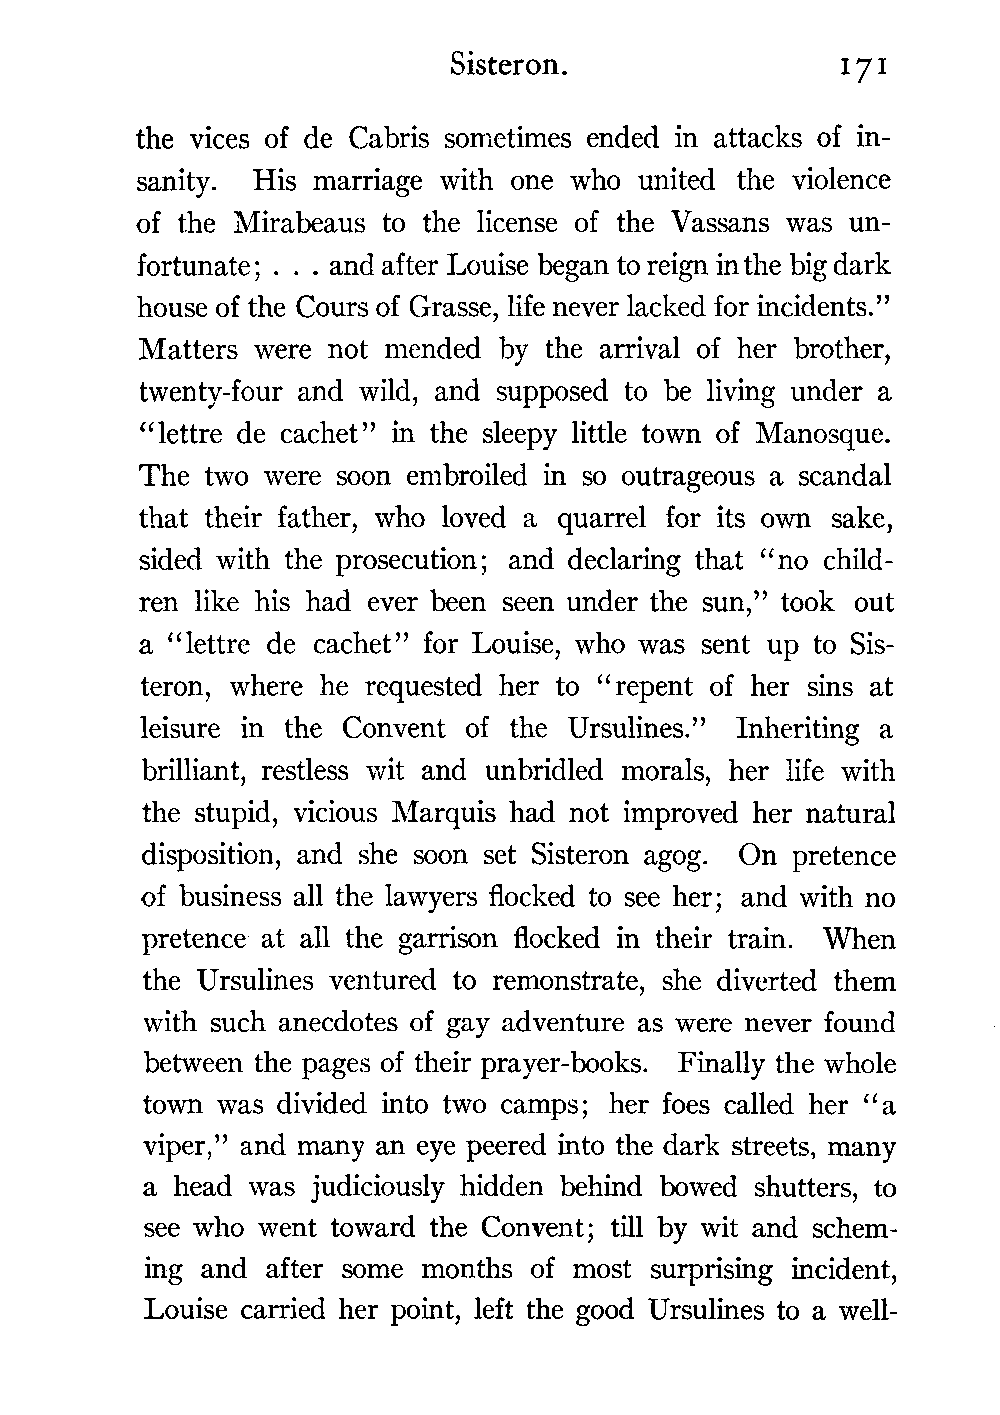 Sisteron. 171
the vices of de Cabris sometimes ended in attacks of in-
sanity. His marriage with one who united the violence
of the Mirabeaus to the license of the Vassans was un-
fortunate; . . . and after Louise began to reign in the big dark
house of the Cours of Grasse, life never lacked for incidents.”
Matters were not mended by the arrival of her brother,
twenty-four and wild, and supposed to be living under a
“lettre de cachet” in the sleepy little town of Manosque.
The two were soon embroiled in so outrageous a scandal
that their father, who loved a quarrel for its own sake,
sided with the prosecution; and declaring that “no child-
ren like his had ever been seen under the sun,” took out
a “lettre de cachet” for Louise, who was sent up to Sis-
teron, where he requested her to “repent of her sins at
leisure in the Convent of the Ursulines.” Inheriting a
brilliant, restless wit and unbridled morals, her life with
the stupid, vicious Marquis had not improved her natural
disposition, and she soon set Sisteron agog. On pretence
of business all the lawyers flocked to see her; and with no
pretence at all the garrison flocked in their train. When
the Ursulines ventured to remonstrate, she diverted them
with such anecdotes of gay adventure as were never found
between the pages of their prayer-books. Finally the whole
town was divided into two camps; her foes called her “a
viper,” and many an eye peered into the dark streets, many
a head was judiciously hidden behind bowed shutters, to
see who went toward the Convent; till by wit and schem-
ing and after some months of most surprising incident,
Louise carried her point, left the good Ursulines to a well-